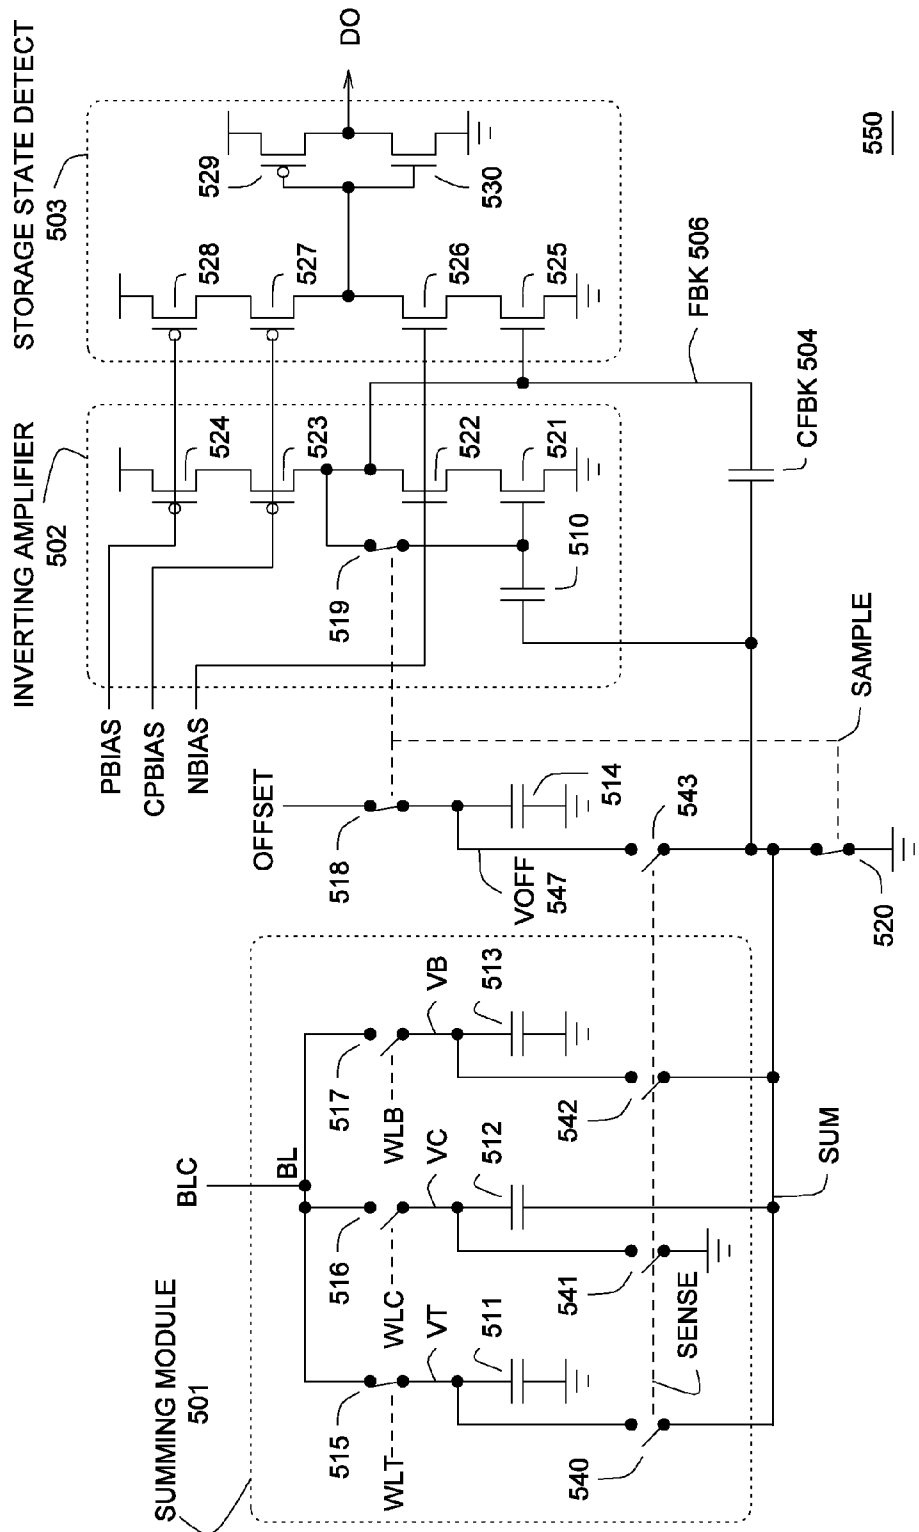 STORAGE STATE DETECT
503
INVERTING AMPLIFIER
502
SUMMING MODULE
501
DO
529
530
528
527
526
525
524
523
522
521
519
510
PBIAS
CPBIAS
NBIAS
FBK 506
CFBK 504
550
SAMPLE
OFFSET
518
514
VOFF
547
543
520
BLC
BL
517
WLB
VB
513
542
516
WLC
VC
512
541
515
WLT
VT
511
540
SENSE
SUM